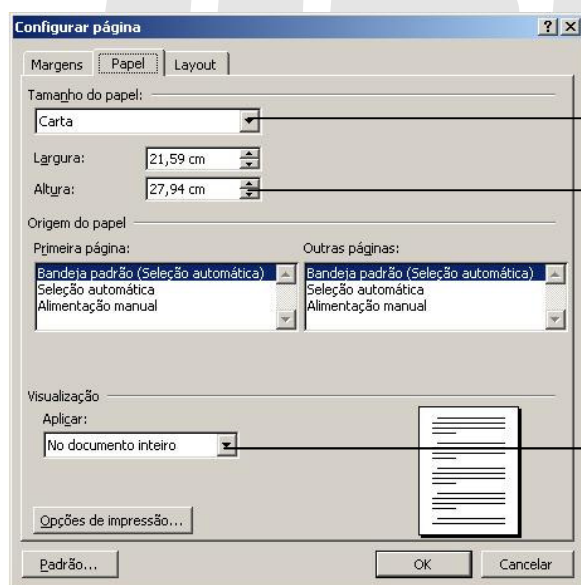 Configurar página
Margens Papel Layout
Tamanho do papel:
Carta
Largura: 21,59 cm
Altura: 27,94 cm
Origem do papel
Primeira página: Outras páginas:
Bandeja padrão (Seleção automática) Bandeja padrão (Seleção automática)
Seleção automática Seleção automática
Alimentação manual Alimentação manual
Visualização
Aplicar:
No documento inteiro
Opções de impressão...
Padrão... OK Cancelar